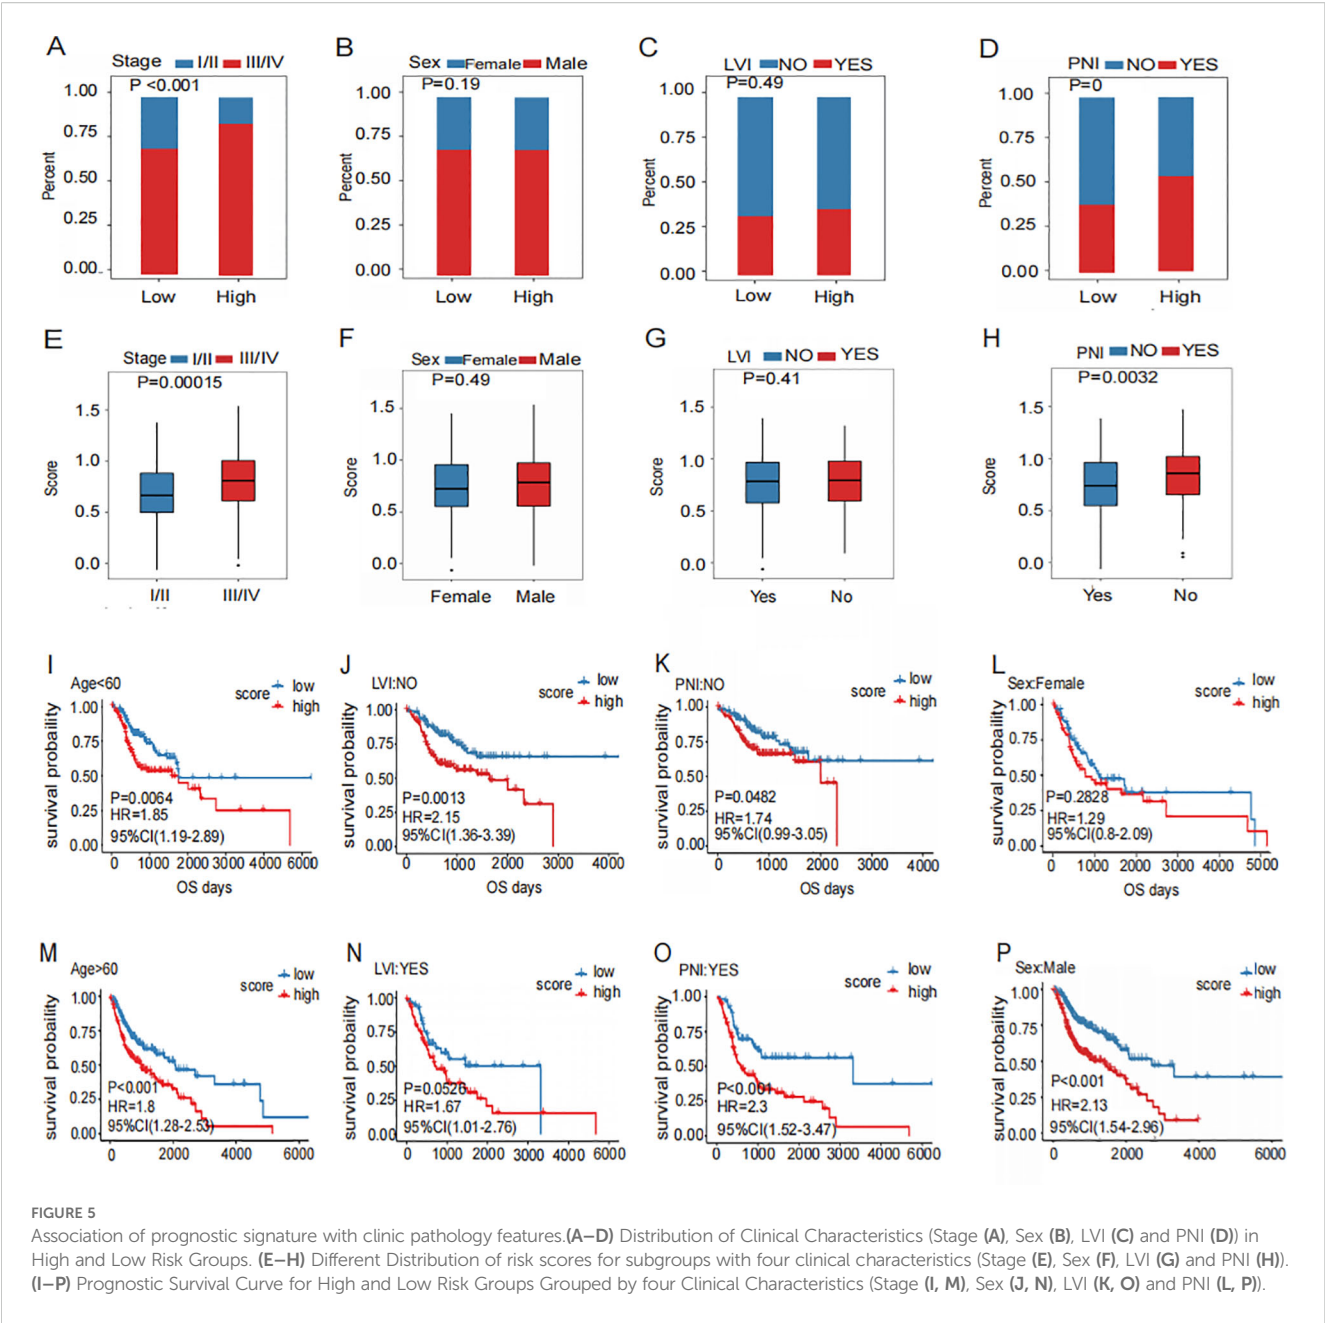 A
Stage I/II III/IV
P <0.001
1.00
0.75
0.50
0.25
0.00
Percent
Low High
B
Sex Female Male
P=0.19
1.00
0.75
0.50
0.25
0.00
Percent
Low High
C
LVI NO YES
P=0.49
1.00
0.75
0.50
0.25
0.00
Percent
Low High
D
PNI NO YES
P=0
1.00
0.75
0.50
0.25
0.00
Percent
Low High
E
Stage I/II III/IV
P=0.00015
1.5
1.0
0.5
0.0
Score
I/II III/IV
F
Sex Female Male
P=0.49
1.5
1.0
0.5
0.0
Score
Female Male
G
LVI NO YES
P=0.41
1.5
1.0
0.5
0.0
Score
Yes No
H
PNI NO YES
P=0.0032
1.5
1.0
0.5
0.0
Score
Yes No
I
Age<60
score low
high
1.00
0.75
0.50
0.25
0.00
survival probaility
P=0.0064
HR=1.85
95%CI(1.19-2.89)
0 2000 4000 6000
OS days
J
LVI:NO
score low
high
1.00
0.75
0.50
0.25
0.00
survival probaility
P=0.0013
HR=2.15
95%CI(1.36-3.39)
0 1000 2000 3000 4000
OS days
K
PNI:NO
score low
high
1.00
0.75
0.50
0.25
0.00
survival probaility
P=0.0482
HR=1.74
95%CI(0.99-3.05)
0 1000 2000 3000 4000
OS days
L
Sex:Female
score low
high
1.00
0.75
0.50
0.25
0.00
survival probaility
P=0.2828
HR=1.29
95%CI(0.8-2.09)
0 1000 2000 3000 4000 5000
OS days
M
Age>60
score low
high
1.00
0.75
0.50
0.25
0.00
survival probaility
P<0.001
HR=1.8
95%CI(1.28-2.53)
0 2000 4000 6000
N
LVI:YES
score low
high
1.00
0.75
0.50
0.25
0.00
survival probaility
P=0.0526
HR=1.67
95%CI(1.01-2.76)
0 1000 2000 3000 4000 6000
O
PNI:YES
score low
high
1.00
0.75
0.50
0.25
0.00
survival probaility
P<0.001
HR=2.3
95%CI(1.52-3.47)
0 1000 2000 3000 4000 5000
P
Sex:Male
score low
high
1.00
0.75
0.50
0.25
0.00
survival probaility
P<0.001
HR=2.13
95%CI(1.54-2.96)
0 2000 4000 6000
FIGURE 5
Association of prognostic signature with clinic pathology features.(A–D) Distribution of Clinical Characteristics (Stage (A), Sex (B), LVI (C) and PNI (D)) in
High and Low Risk Groups. (E–H) Different Distribution of risk scores for subgroups with four clinical characteristics (Stage (E), Sex (F), LVI (G) and PNI (H)).
(I–P) Prognostic Survival Curve for High and Low Risk Groups Grouped by four Clinical Characteristics (Stage (I, M), Sex (J, N), LVI (K, O) and PNI (L, P)).